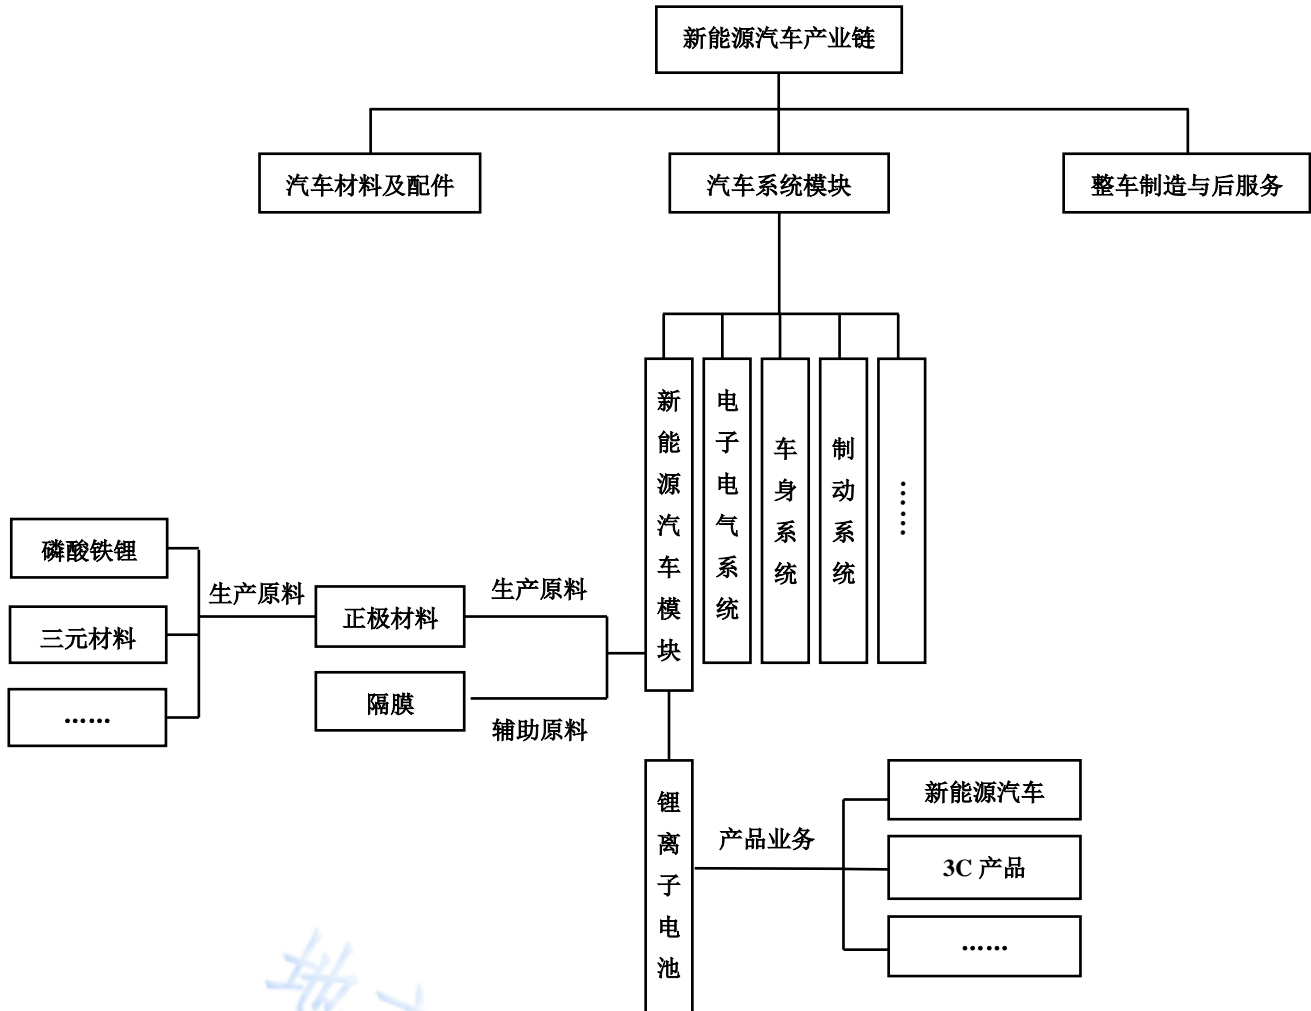 新能源汽车产业链
汽车材料及配件
汽车系统模块
整车制造与后服务
新能源汽车模块
电子电气系统
车身系统
制动系统
……
磷酸铁锂
三元材料
……
生产原料
正极材料
隔膜
生产原料
辅助原料
锂离子电池
产品业务
新能源汽车
3C 产品
……